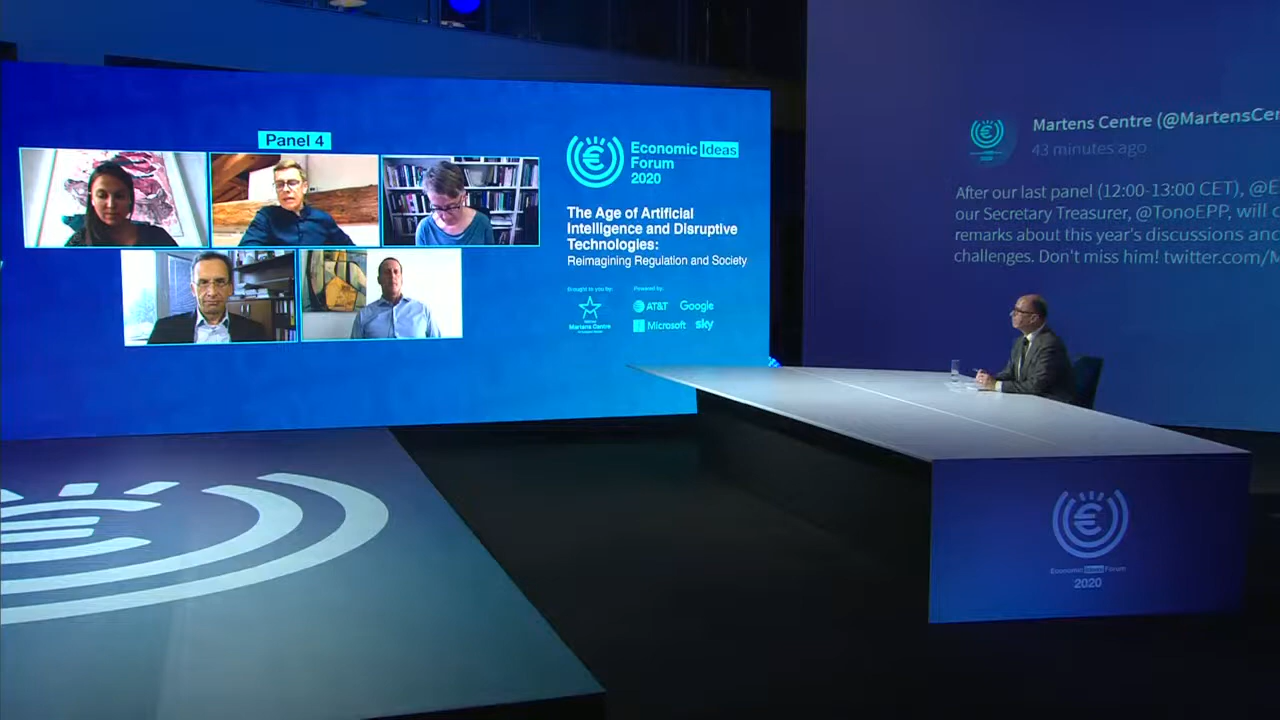 Panel 4
Economic Ideas
Forum
2020
The Age of Artificial
Intelligence and Disruptive
Technologies:
Reimagining Regulation and Society
Brought to you by:
Martens Centre
Powered by:
AT&T
Google
Microsoft
sky
Martens Centre (@MartensCe
43 minutes ago
After our last panel (12:00-13:00 CET), @E
our Secretary Treasurer, @TonoEPP, will
remarks about this year's discussions and
challenges. Don't miss him! twitter.com/M
Economic Ideas Forum
2020